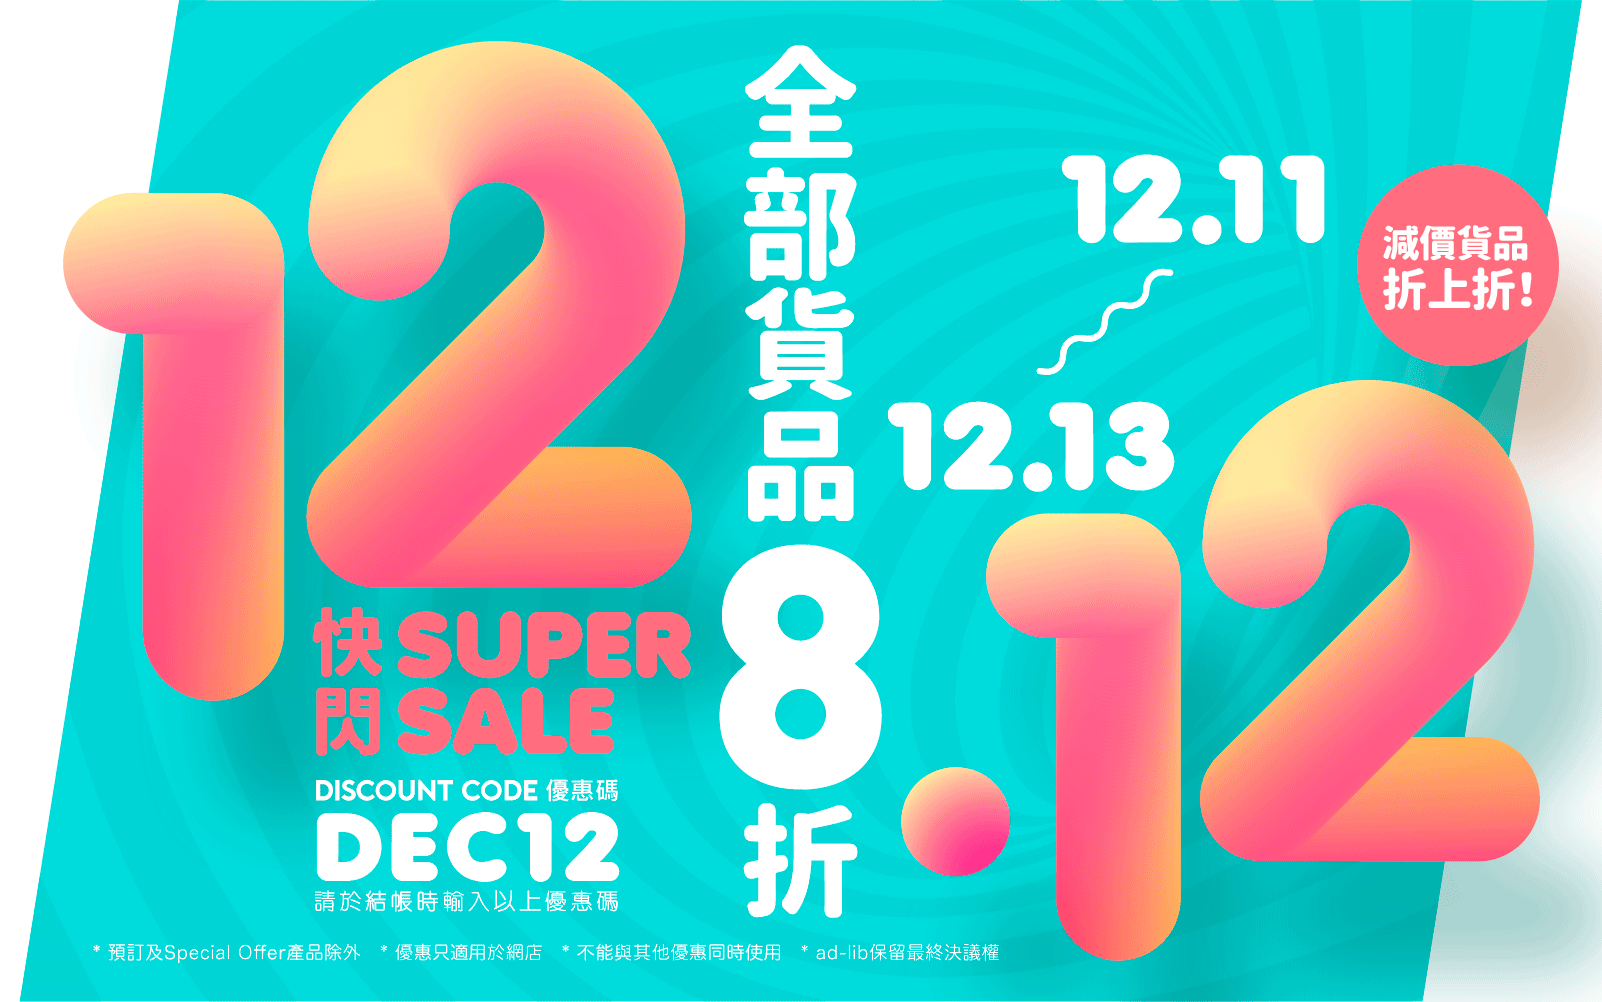 12.12
快閃
SUPER
SALE
DISCOUNT CODE 優惠碼
DEC12
請於結帳時輸入以上優惠碼
全部貨品8折
12.11
12.13
減價貨品
折上折!
* 預訂及Special Offer產品除外 * 優惠只適用於網店 * 不能與其他優惠同時使用 * ad-lib保留最終決議權